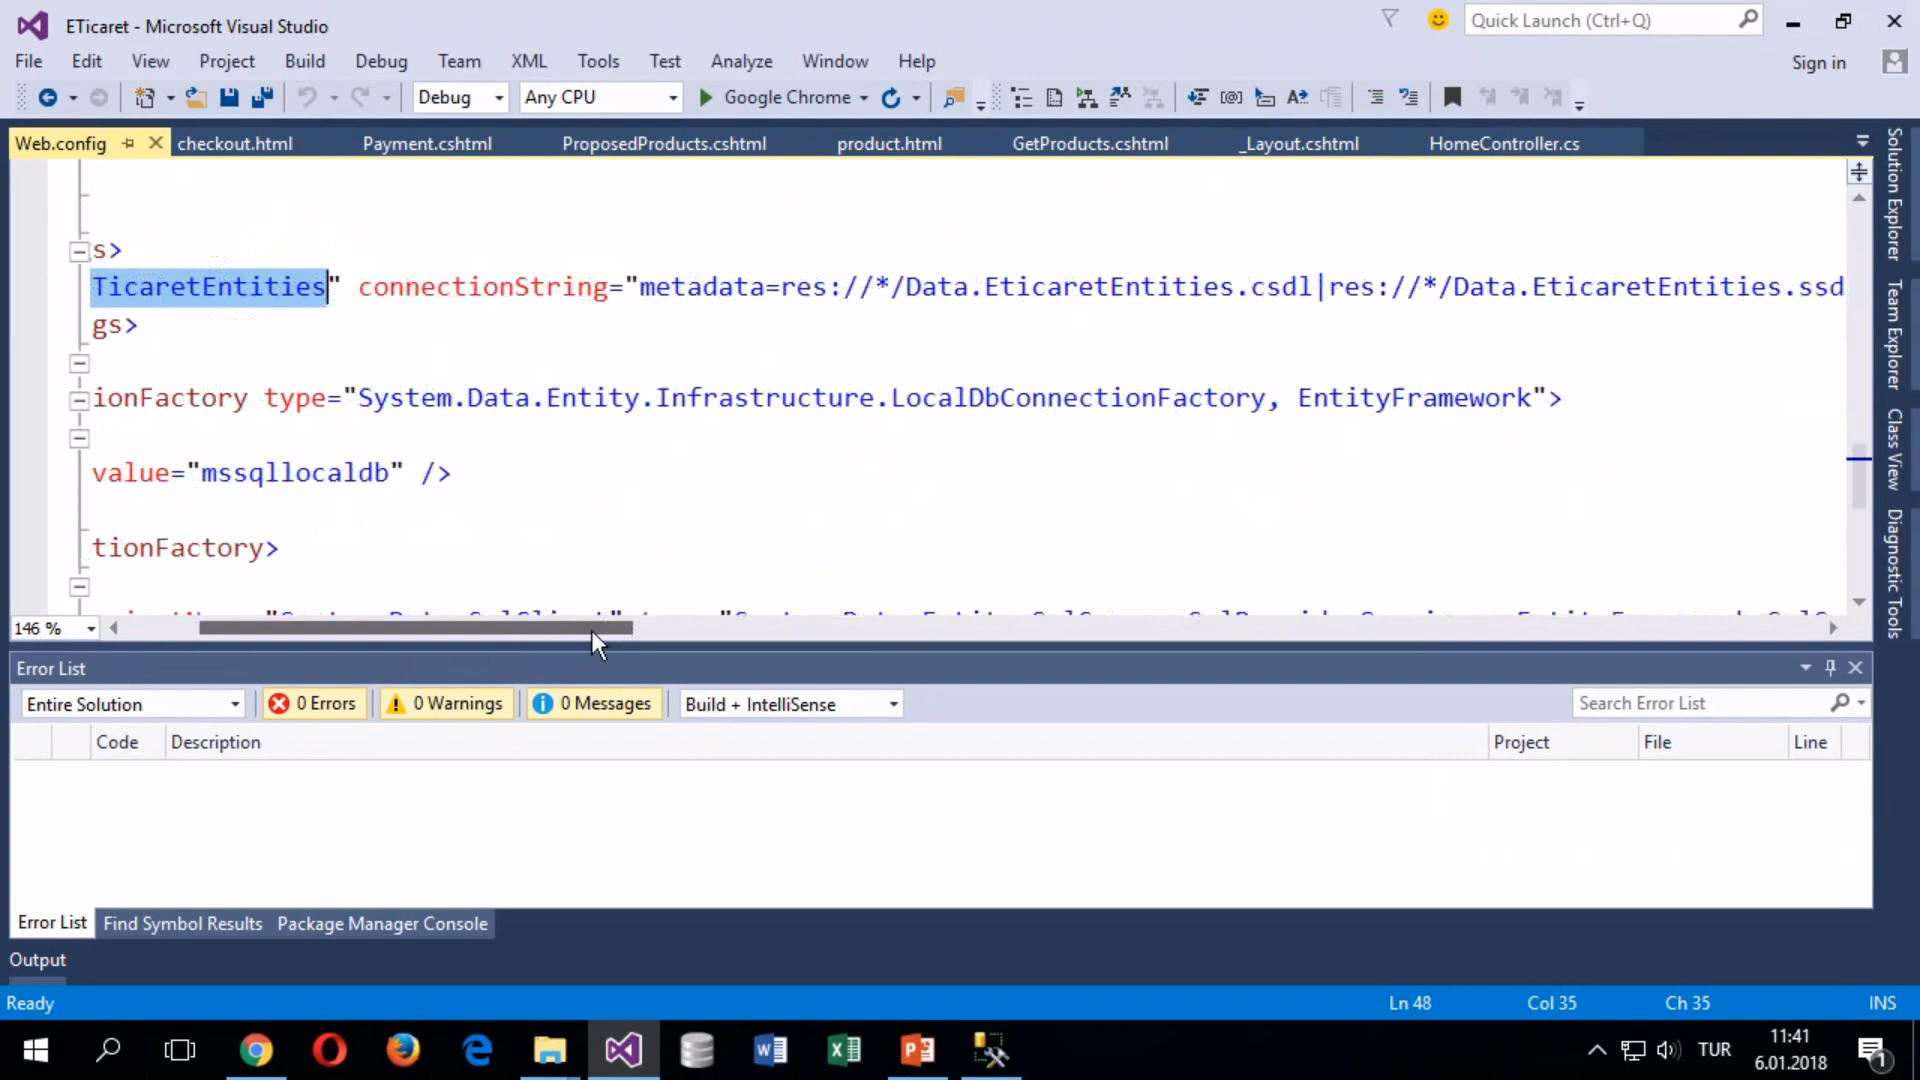 ETicaret - Microsoft Visual Studio
Quick Launch (Ctrl+Q)
File Edit View Project Build Debug Team XML Tools Test Analyze Window Help
Sign in
Debug Any CPU Google Chrome
Web.config checkout.html Payment.cshtml ProposedProducts.cshtml product.html GetProducts.cshtml _Layout.cshtml HomeController.cs
s>
TicaretEntities" connectionString="metadata=res://*/Data.EticaretEntities.csdl|res://*/Data.EticaretEntities.ssd
gs>
ionFactory type="System.Data.Entity.Infrastructure.LocalDbConnectionFactory, EntityFramework">
value="mssqllocaldb" />
tionFactory>
146 %
Solution Explorer
Team Explorer
Class View
Diagnostic Tools
Error List
Entire Solution 0 Errors 0 Warnings 0 Messages Build + IntelliSense Search Error List
Code Description Project File Line
Error List Find Symbol Results Package Manager Console
Output
Ready Ln 48 Col 35 Ch 35 INS
TUR
11:41
6.01.2018
1